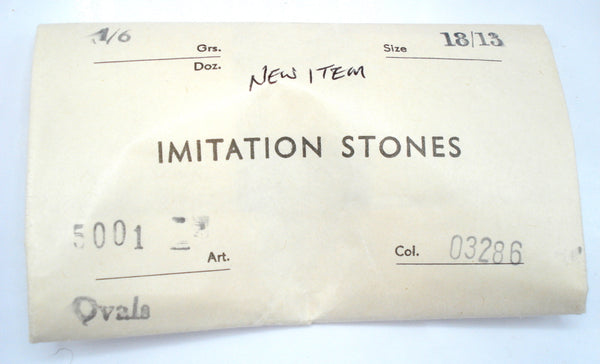 1/6 Grs. Size 18/13
Doz.
NEW ITEM
IMITATION STONES
5001 Art. Col. 03286
Ovals